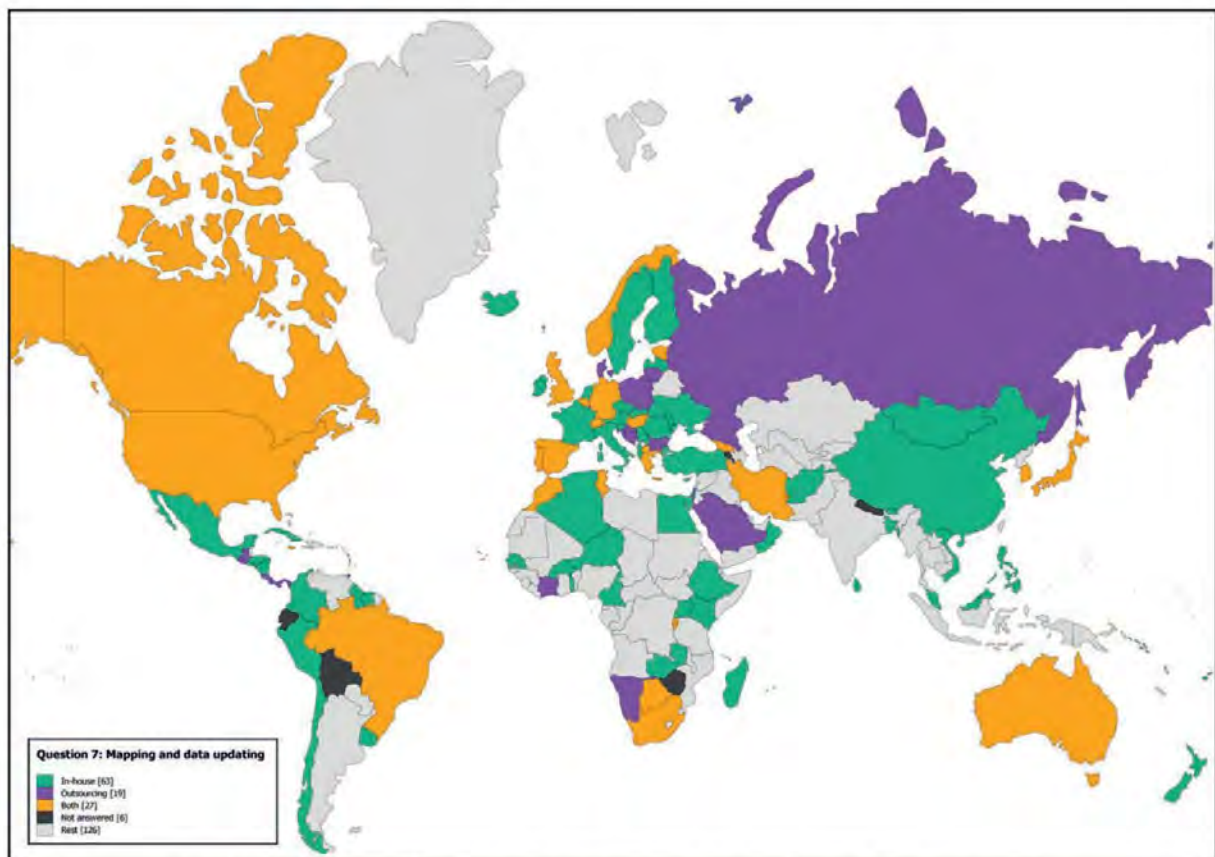 Question 7: Mapping and data updating
In-house [63]
Outsourcing [19]
Both [27]
Not answered [6]
Rest [126]